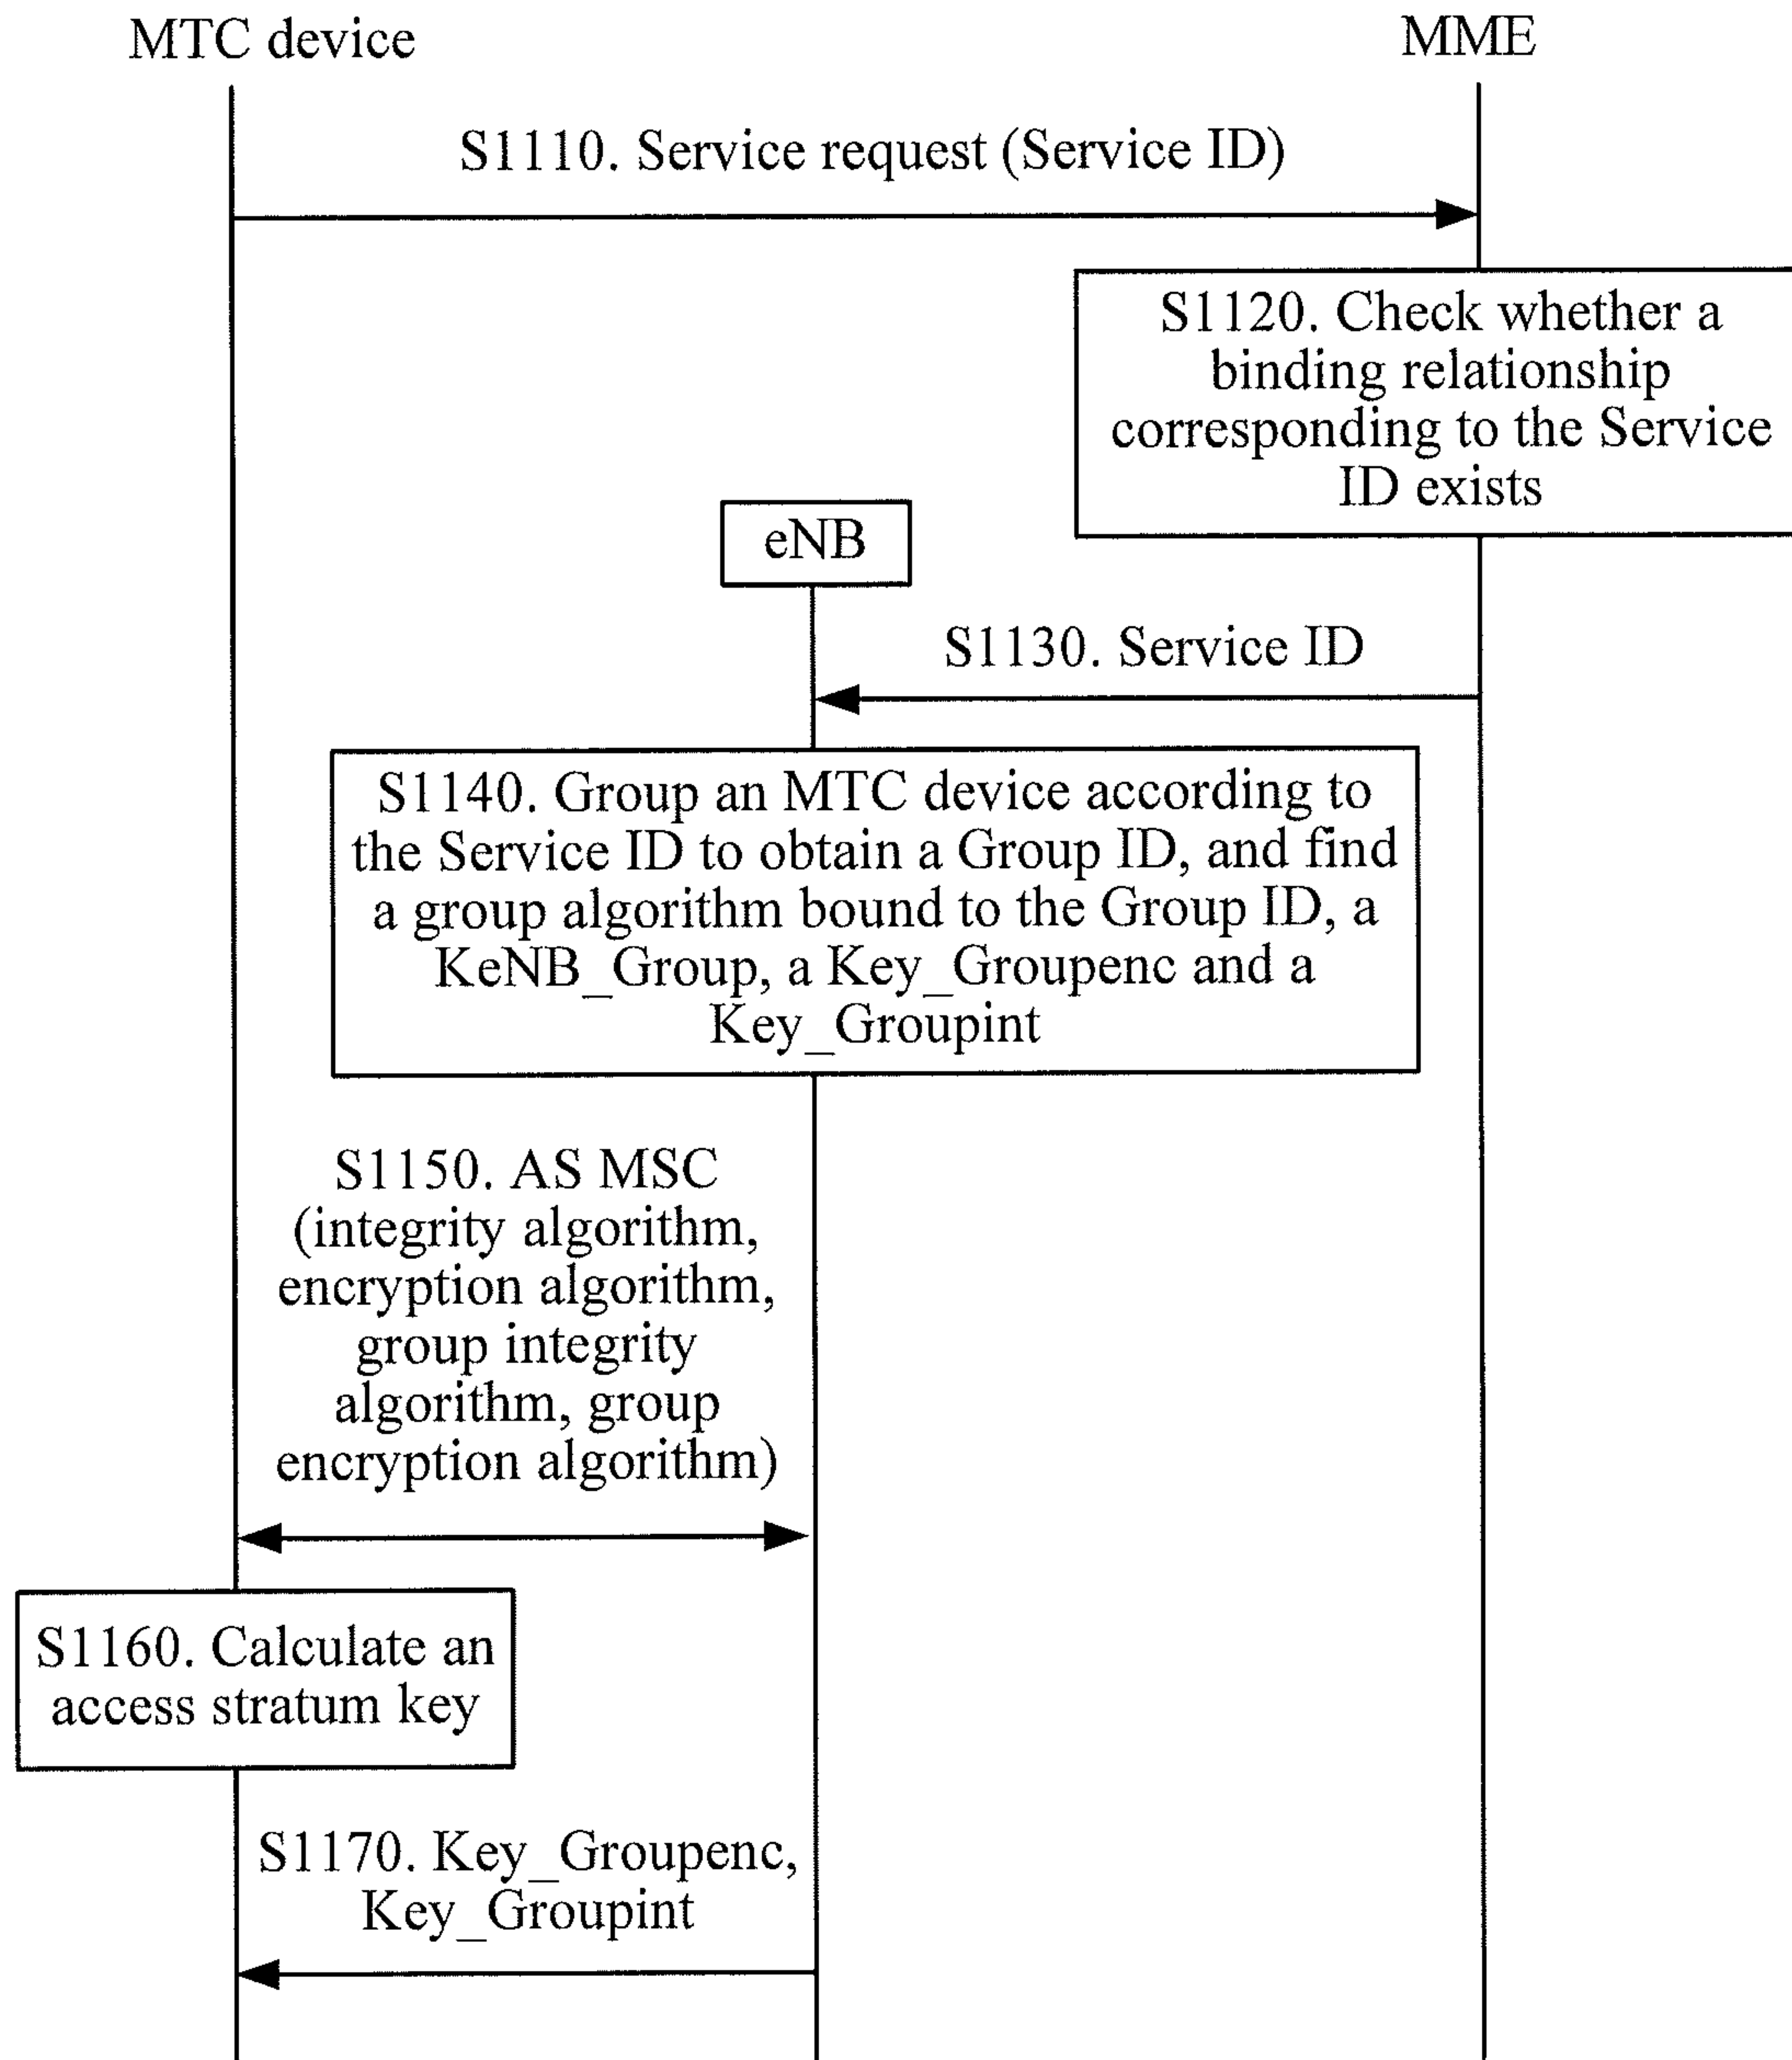 MTC device
MME
S1110. Service request (Service ID)
S1120. Check whether a
binding relationship
corresponding to the Service
ID exists
eNB
S1130. Service ID
S1140. Group an MTC device according to
the Service ID to obtain a Group ID, and find
a group algorithm bound to the Group ID, a
KeNB_Group, a Key_Groupenc and a
Key_Groupint
S1150. AS MSC
(integrity algorithm,
encryption algorithm,
group integrity
algorithm, group
encryption algorithm)
S1160. Calculate an
access stratum key
S1170. Key_Groupenc,
Key_Groupint